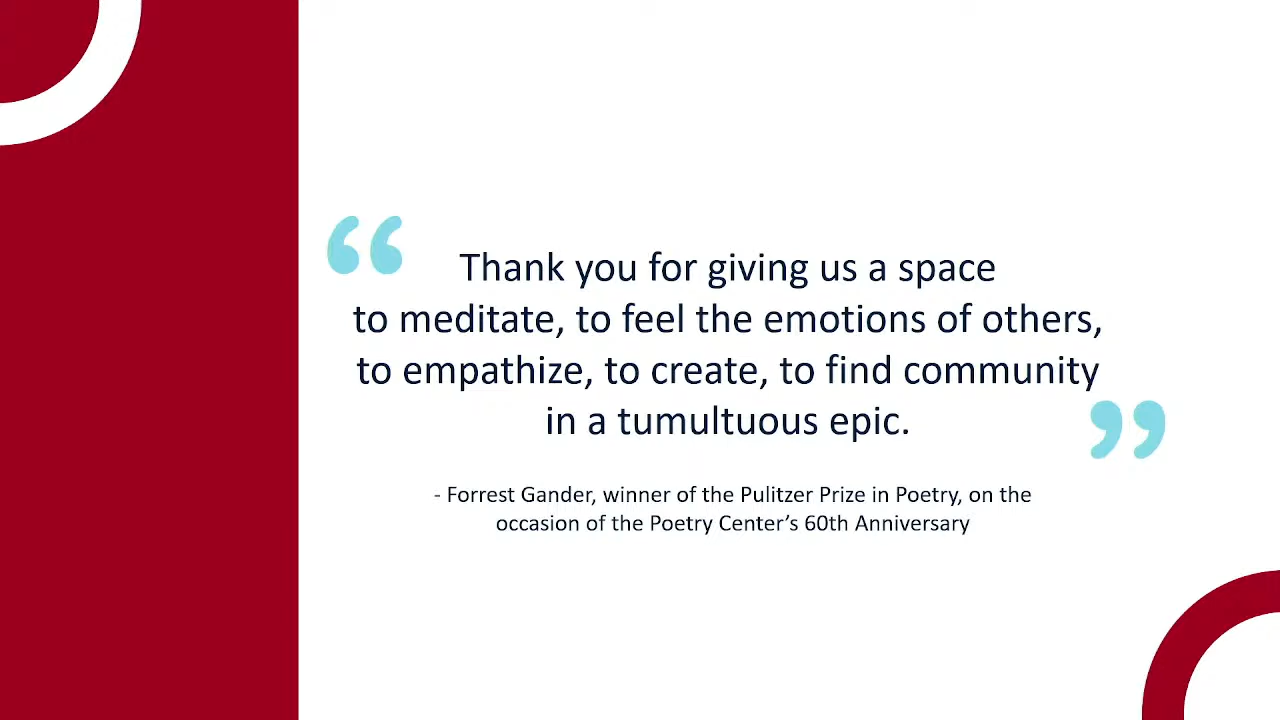 “ Thank you for giving us a space
to meditate, to feel the emotions of others,
to empathize, to create, to find community
in a tumultuous epic. ”
- Forrest Gander, winner of the Pulitzer Prize in Poetry, on the
occasion of the Poetry Center’s 60th Anniversary